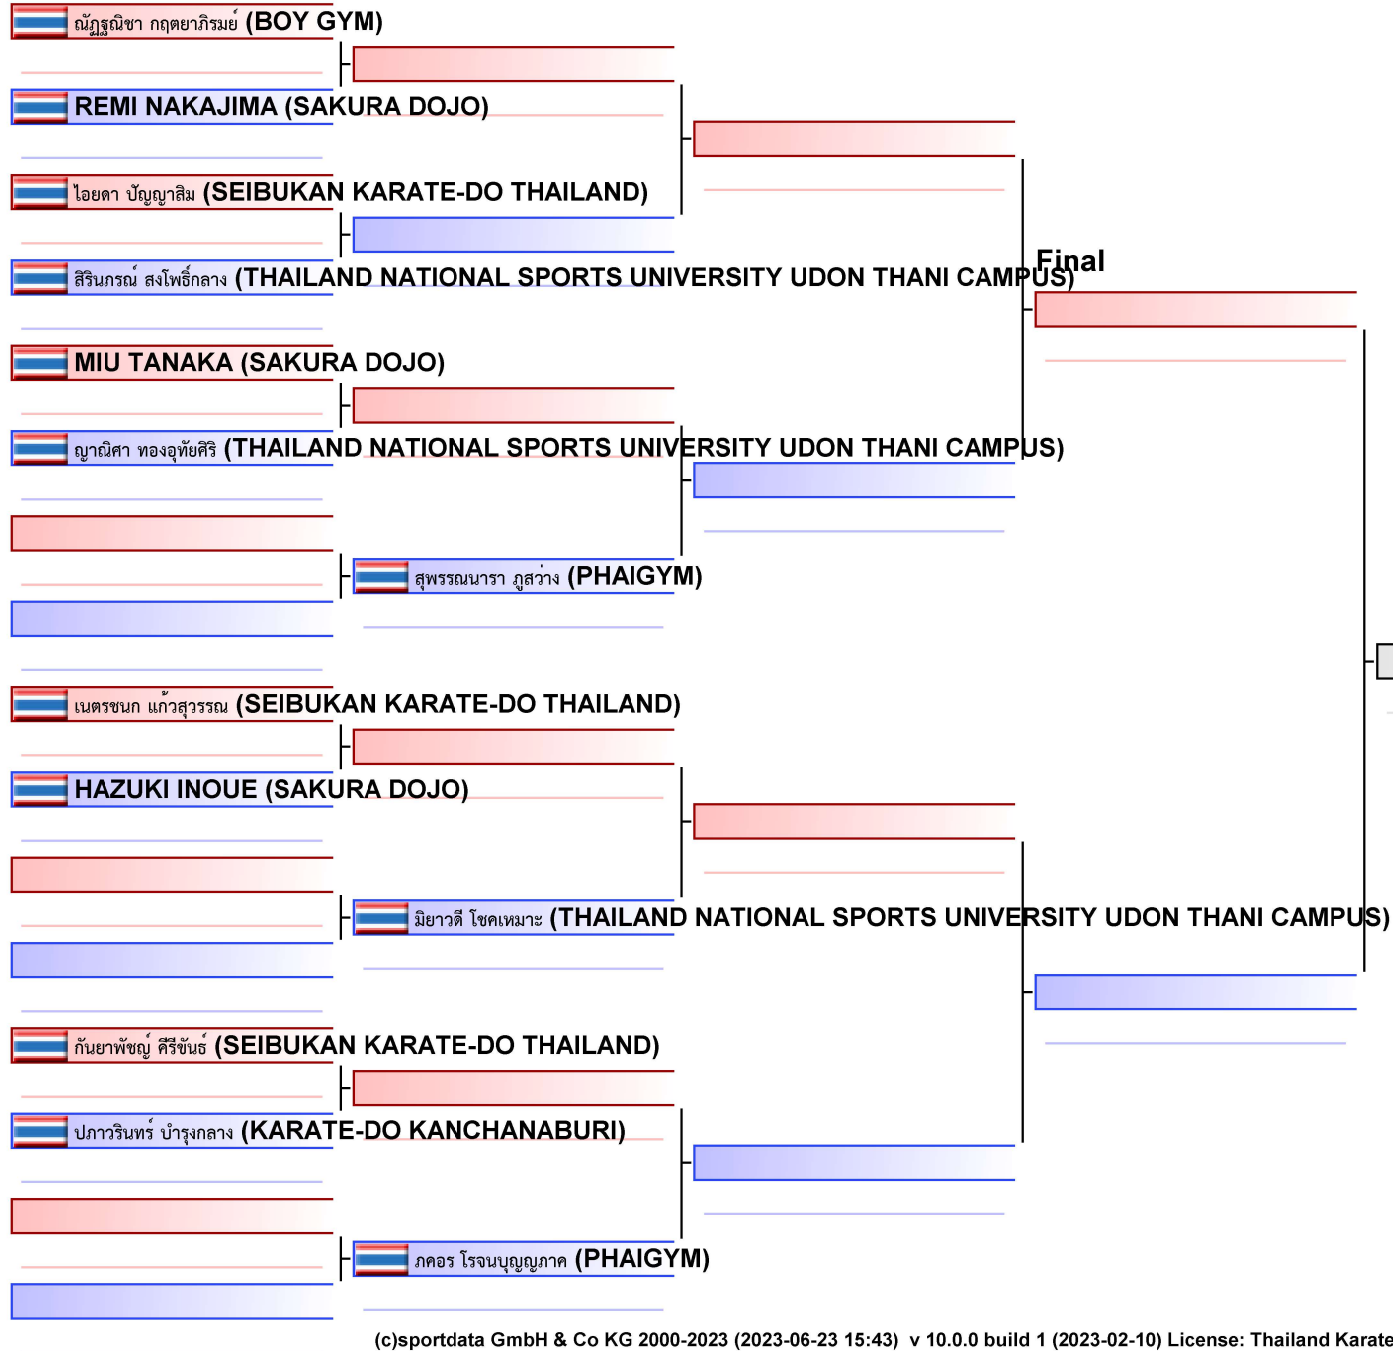 ณัฏฐณิชา กฤตยาภิรมย์ (BOY GYM)
REMI NAKAJIMA (SAKURA DOJO)
ไอยดา ปัญญาสิม (SEIBUKAN KARATE-DO THAILAND)
Final
สิรินภรณ์ สงโพธิ์กลาง (THAILAND NATIONAL SPORTS UNIVERSITY UDON THANI CAMPUS)
MIU TANAKA (SAKURA DOJO)
ญาณิศา ทองอุทัยศิริ (THAILAND NATIONAL SPORTS UNIVERSITY UDON THANI CAMPUS)
สุพรรณนารา ภูสว่าง (PHAIGYM)
เนตรชนก แก้วสุวรรณ (SEIBUKAN KARATE-DO THAILAND)
HAZUKI INOUE (SAKURA DOJO)
มิยาวดี โชคเหมาะ (THAILAND NATIONAL SPORTS UNIVERSITY UDON THANI CAMPUS)
กันยาพัชญ์ คีรีขันธ์ (SEIBUKAN KARATE-DO THAILAND)
ปภาวรินทร์ บำรุงกลาง (KARATE-DO KANCHANABURI)
ภคอร โรจนบุญญภาค (PHAIGYM)
(c)sportdata GmbH & Co KG 2000-2023 (2023-06-23 15:43) v 10.0.0 build 1 (2023-02-10) License: Thailand Karate